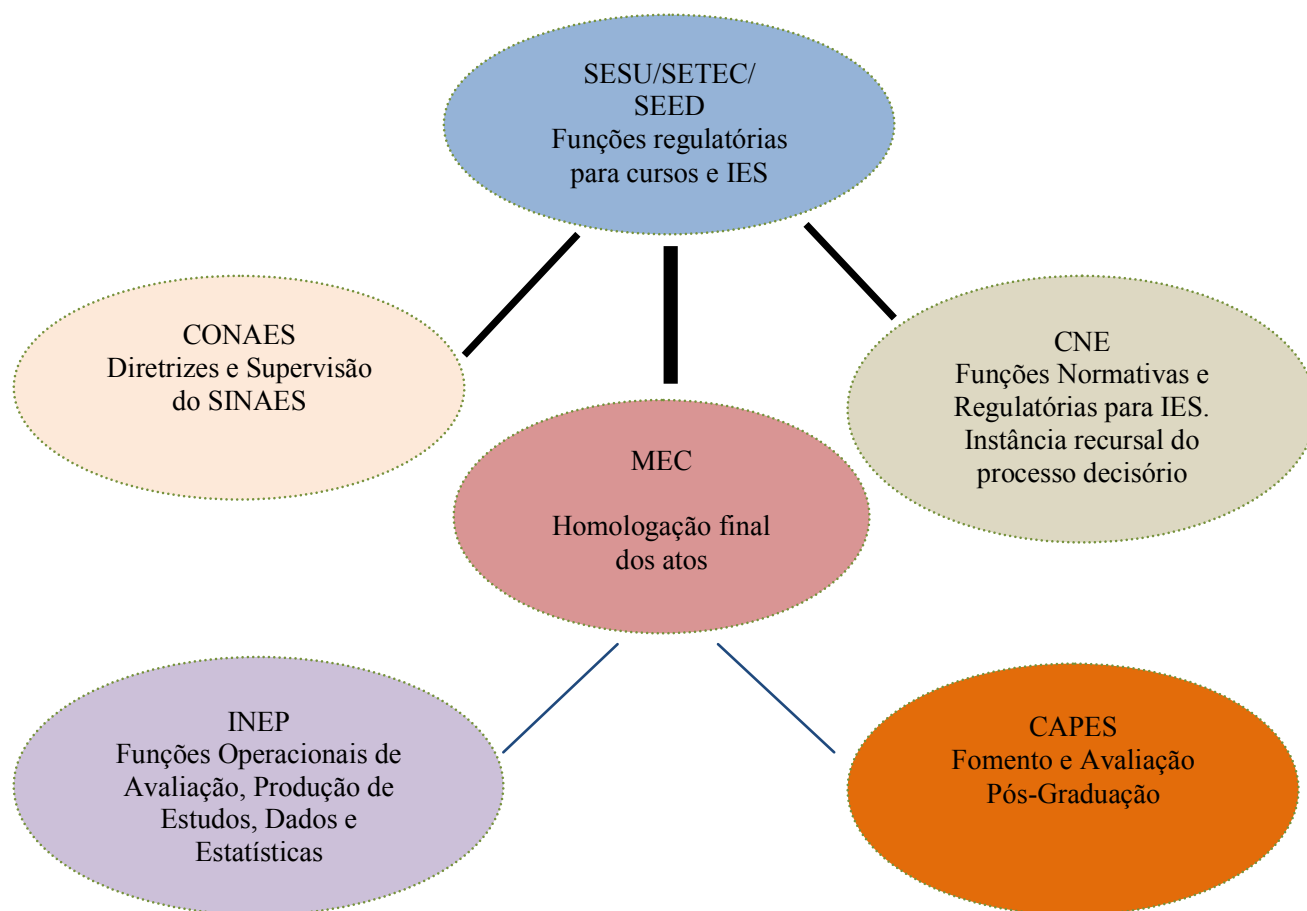 SESU/SETEC/
SEED
Funções regulatórias
para cursos e IES
CONAES
Diretrizes e Supervisão
do SINAES
CNE
Funções Normativas e
Regulatórias para IES.
Instância recursal do
processo decisório
MEC
Homologação final
dos atos
INEP
Funções Operacionais de
Avaliação, Produção de
Estudos, Dados e
Estatísticas
CAPES
Fomento e Avaliação
Pós-Graduação